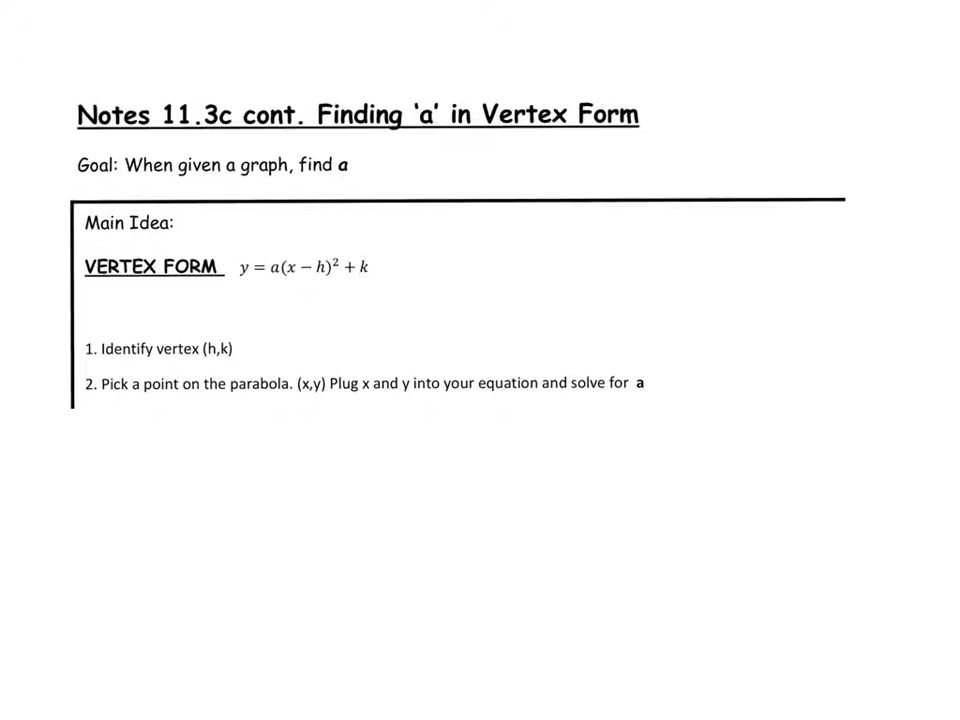 Notes 11.3c cont. Finding ‘a’ in Vertex Form
Goal: When given a graph, find a
Main Idea:
VERTEX FORM y = a(x − h)² + k
1. Identify vertex (h,k)
2. Pick a point on the parabola. (x,y) Plug x and y into your equation and solve for a